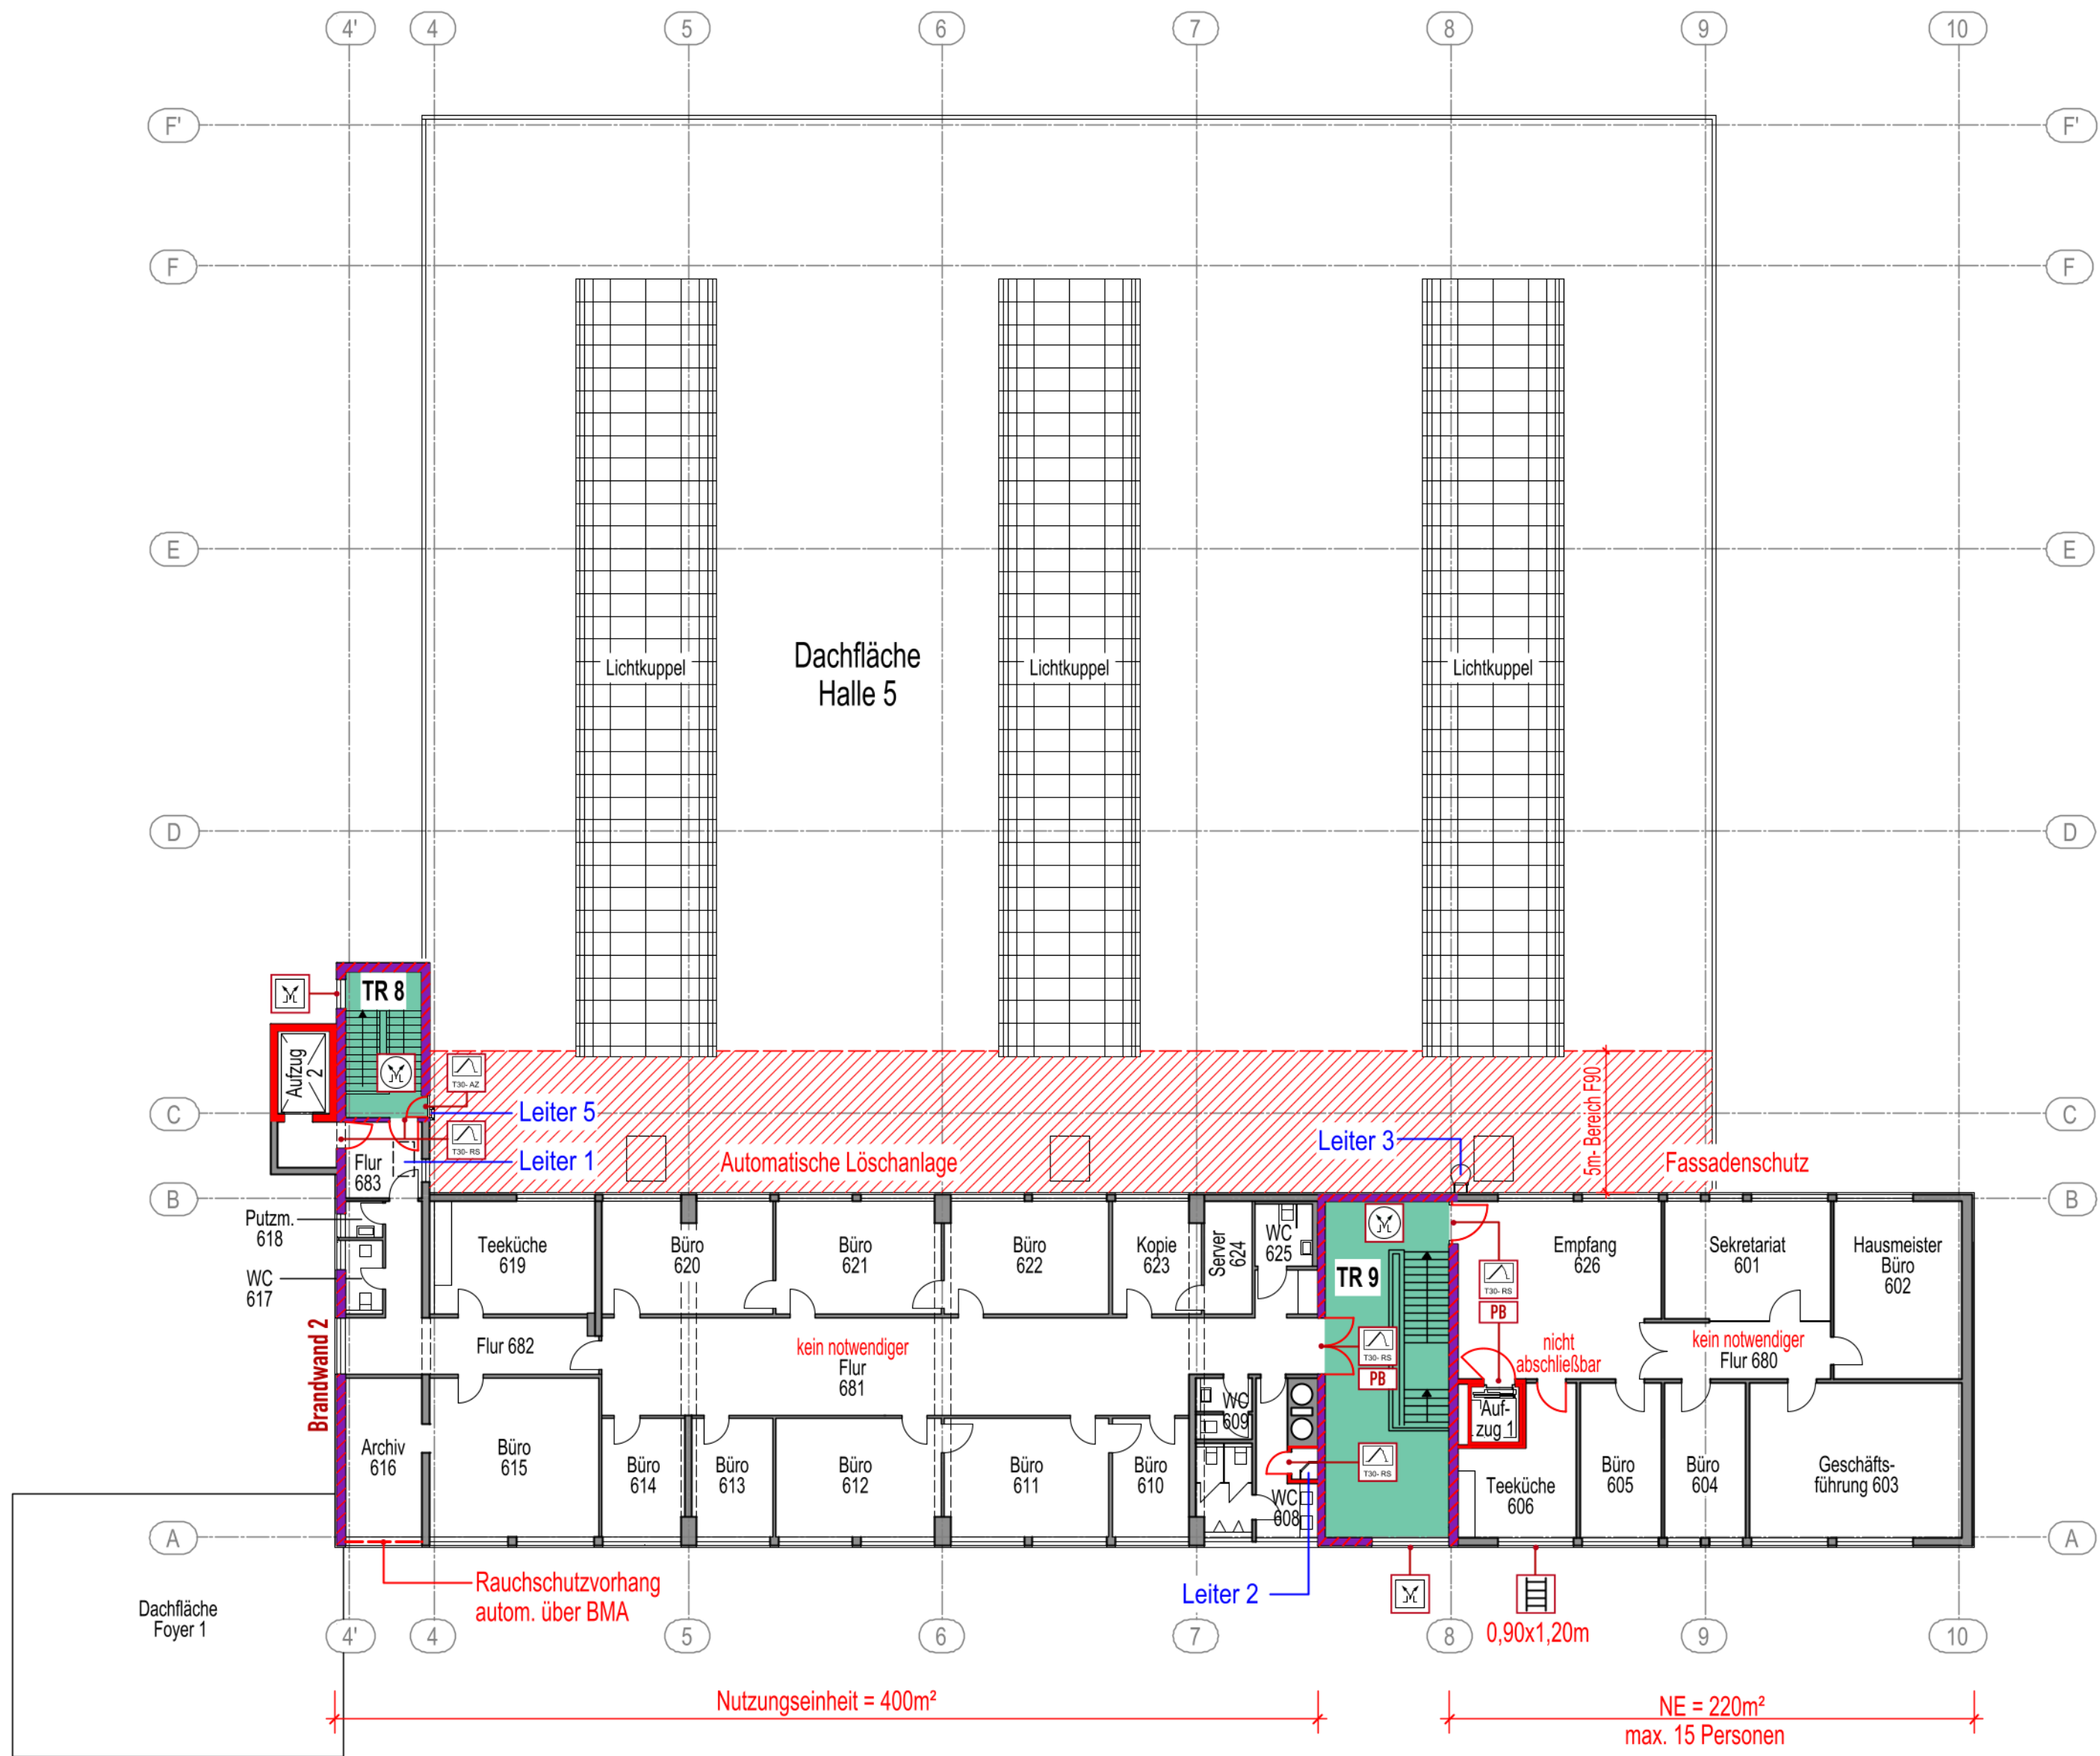 4' 4 5 6 7 8 9 10
F' F'
F F
E E
Lichtkuppel
Dachfläche
Halle 5
Lichtkuppel
Lichtkuppel
D D
TR 8
Aufzug
2
T30- AZ
C C
Leiter 5
T30- RS
Flur
683
Leiter 1
Automatische Löschanlage
Leiter 3
5m- Bereich F90
Fassadenschutz
B B
Putzm.
618
WC
617
Teeküche
619
Büro
620
Büro
621
Büro
622
Kopie
623
Server
624
WC
625
TR 9
Empfang
626
Sekretariat
601
Hausmeister
Büro
602
T30- RS
PB
Brandwand 2
Flur 682
kein notwendiger
Flur
681
T30- RS
PB
nicht
abschließbar
kein notwendiger
Flur 680
Archiv
616
Büro
615
Büro
614
Büro
613
Büro
612
Büro
611
Büro
610
WC
609
WC
608
T30- RS
Auf-
zug 1
Teeküche
606
Büro
605
Büro
604
Geschäfts-
führung 603
A A
Rauchschutzvorhang
autom. über BMA
Leiter 2
0,90x1,20m
Dachfläche
Foyer 1
4' 4 5 6 7 8 9 10
Nutzungseinheit = 400m²
NE = 220m²
max. 15 Personen